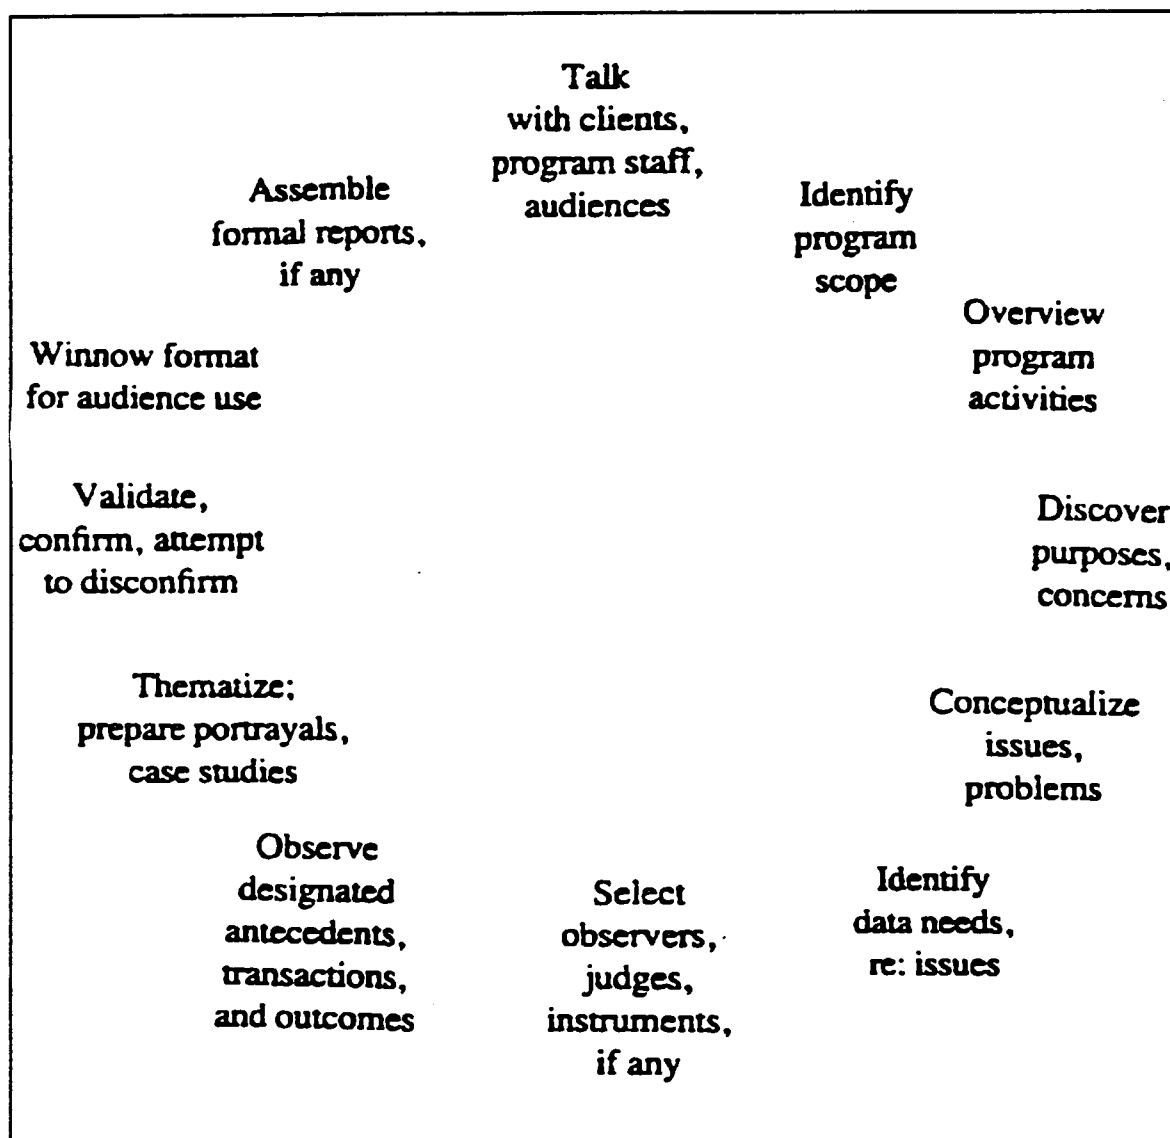 Talk
with clients,
program staff,
audiences
Identify
program
scope
Overview
program
activities
Discover
purposes,
concerns
Conceptualize
issues,
problems
Identify
data needs,
re: issues
Select
observers,
judges,
instruments,
if any
Observe
designated
antecedents,
transactions,
and outcomes
Thematize;
prepare portrayals,
case studies
Validate,
confirm, attempt
to disconfirm
Winnow format
for audience use
Assemble
formal reports,
if any